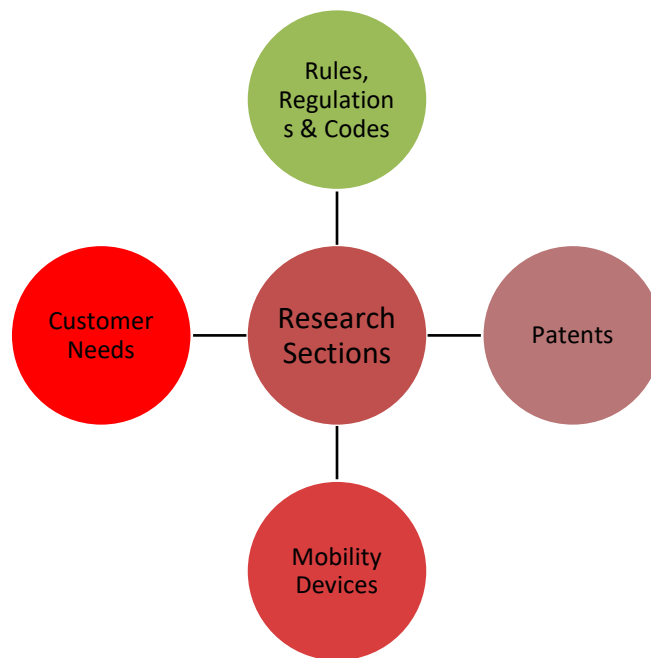 Rules,
Regulation
s & Codes
Customer
Needs
Research
Sections
Patents
Mobility
Devices